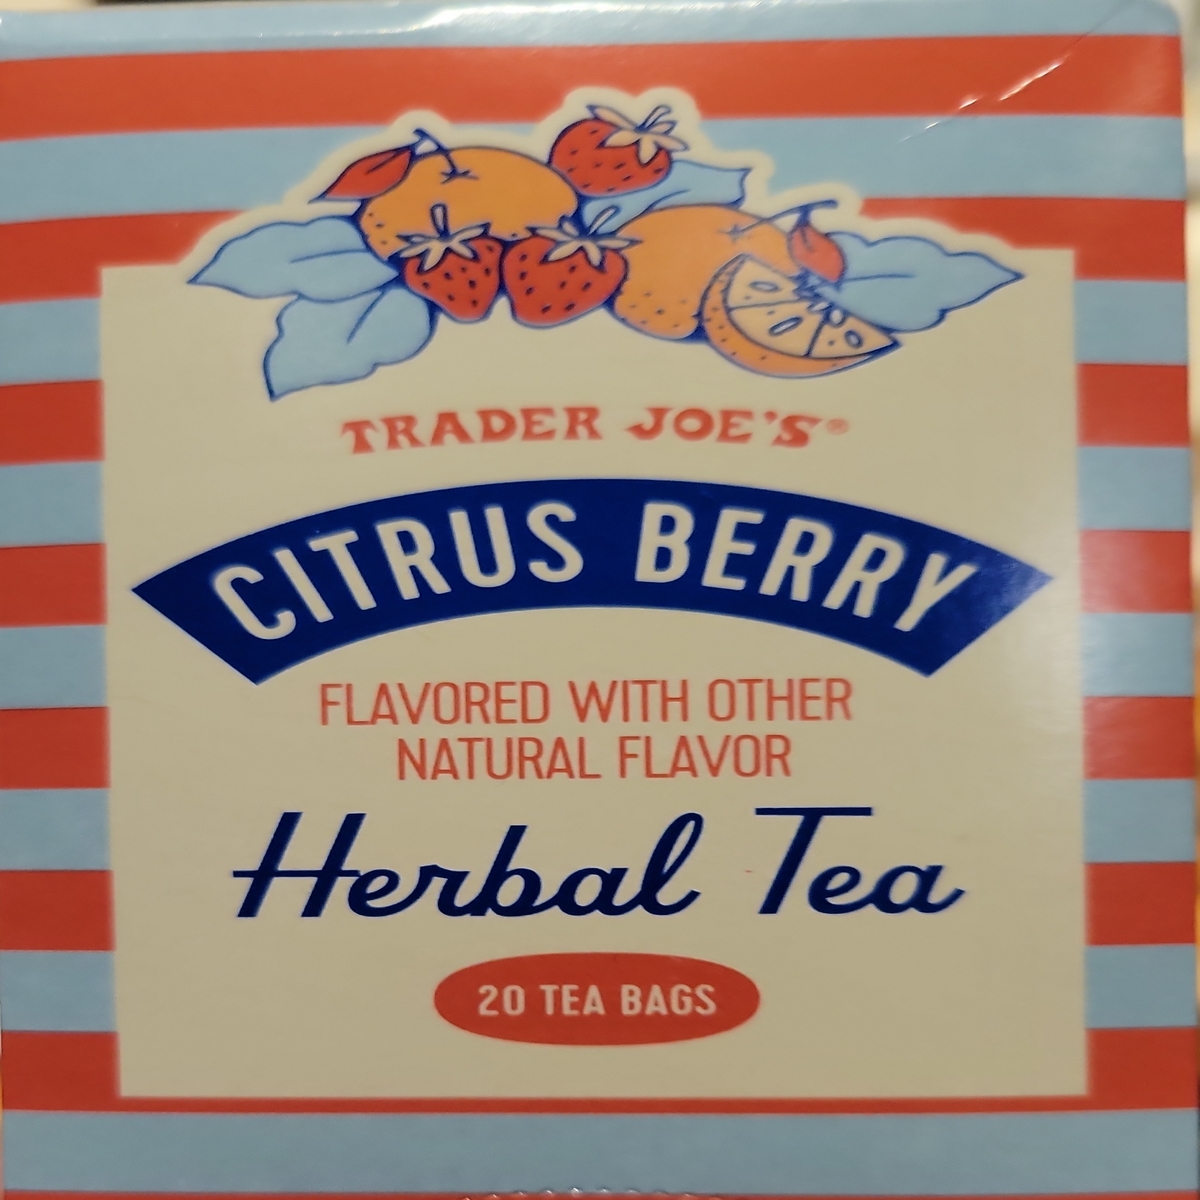 TRADER JOE'S®
CITRUS BERRY
FLAVORED WITH OTHER
NATURAL FLAVOR
Herbal Tea
20 TEA BAGS